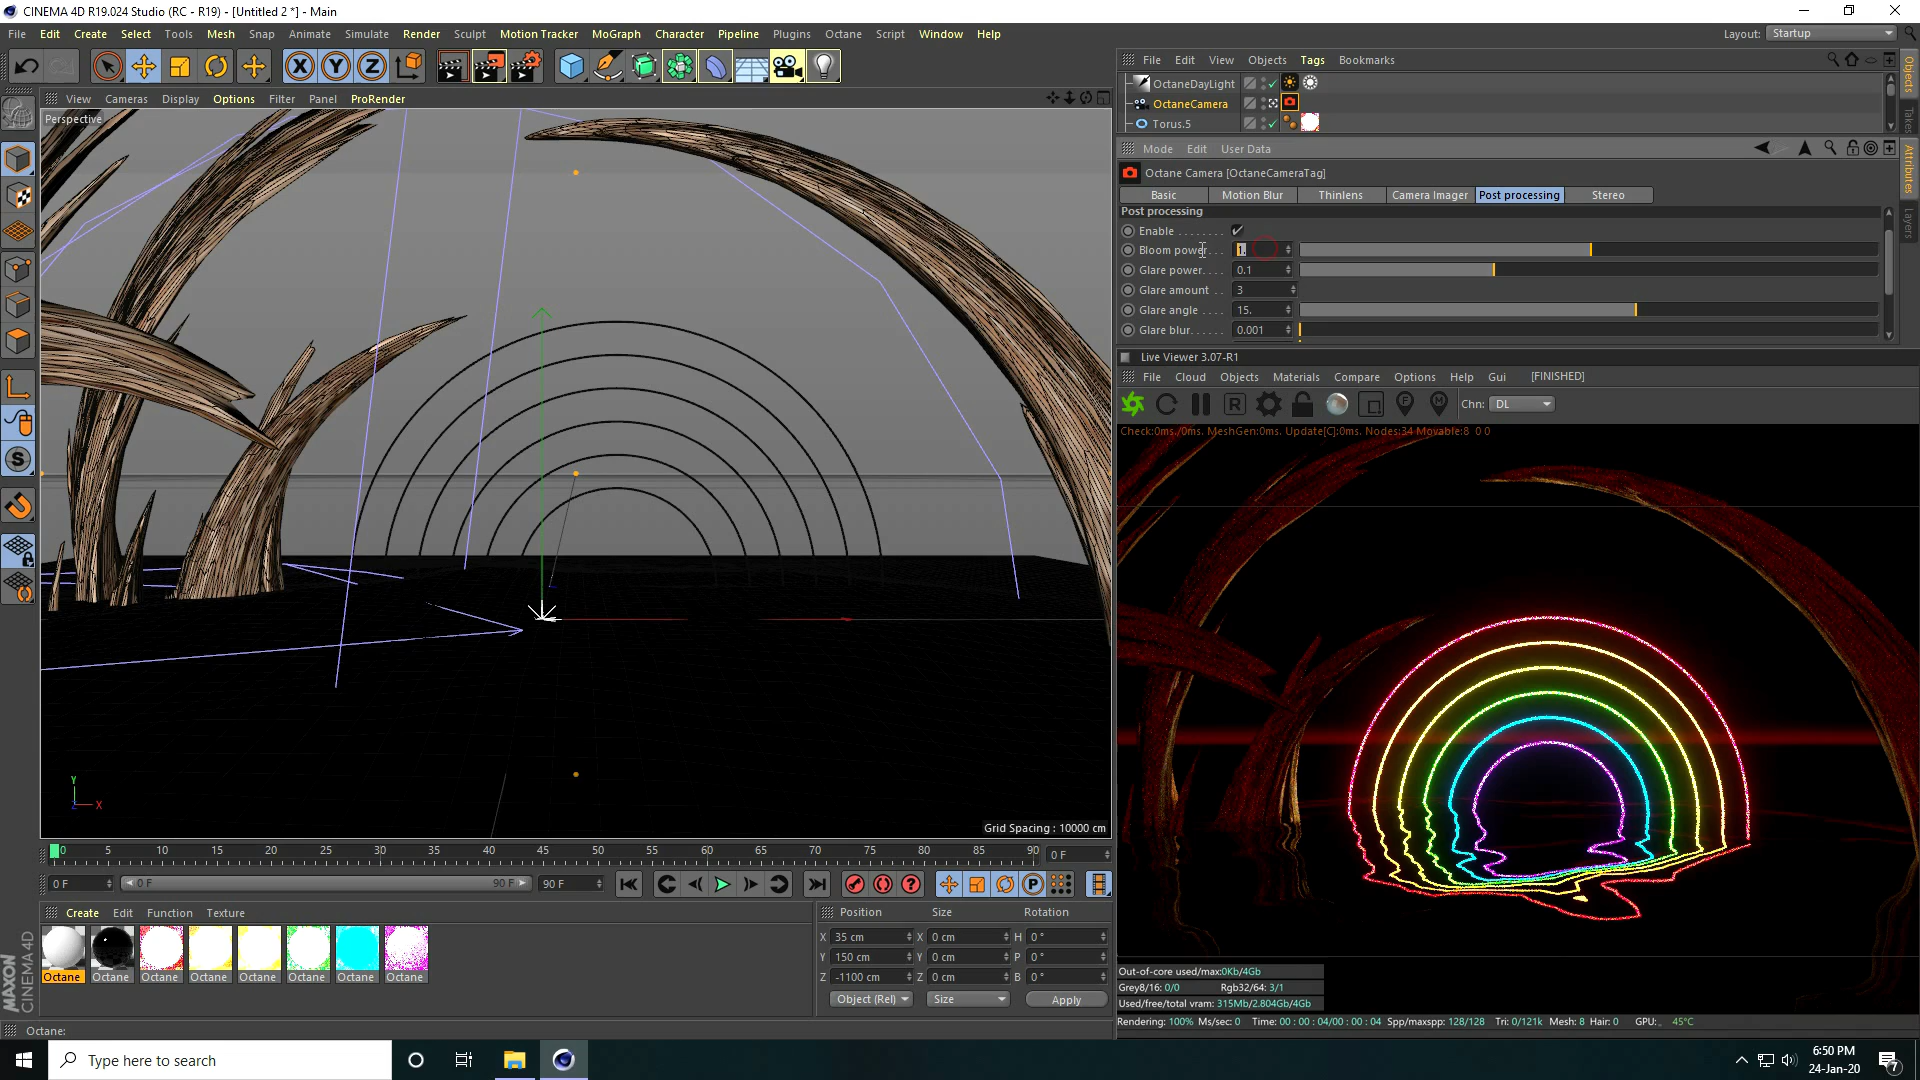 CINEMA 4D R19.024 Studio (RC - R19) - [Untitled 2 *] - Main
File Edit Create Select Tools Mesh Snap Animate Simulate Render Sculpt Motion Tracker MoGraph Character Pipeline Plugins Octane Script Window Help
Layout: Startup
X Y Z
File Edit View Objects Tags Bookmarks
OctaneDayLight
OctaneCamera
Torus.5
Objects
Takes
Attributes
Layers
View Cameras Display Options Filter Panel ProRender
Perspective
Mode Edit User Data
Octane Camera [OctaneCameraTag]
Basic Motion Blur Thinlens Camera Imager Post processing Stereo
Post processing
Enable
Bloom power 1.
Glare power 0.1
Glare amount 3
Glare angle 15.
Glare blur 0.001
Live Viewer 3.07-R1
File Cloud Objects Materials Compare Options Help Gui [FINISHED]
R
F
M
Chn: DL
Check:0ms./0ms. MeshGen:0ms. Update[C]:0ms. Nodes:34 Movable:8 0 0
S
Y
X
Z
Grid Spacing : 10000 cm
0 5 10 15 20 25 30 35 40 45 50 55 60 65 70 75 80 85 90 0 F
0 F 0 F 90 F 90 F
?
P
Create Edit Function Texture
Octane Octane Octane Octane Octane Octane Octane Octane
Position Size Rotation
X 35 cm X 0 cm H 0 °
Y 150 cm Y 0 cm P 0 °
Z -1100 cm Z 0 cm B 0 °
Object (Rel) Size Apply
MAXON
CINEMA 4D
Out-of-core used/max:0Kb/4Gb
Grey8/16: 0/0 Rgb32/64: 3/1
Used/free/total vram: 315Mb/2.804Gb/4Gb
Rendering: 100% Ms/sec: 0 Time: 00 : 00 : 04/00 : 00 : 04 Spp/maxspp: 128/128 Tri: 0/121k Mesh: 8 Hair: 0 GPU: 45°C
Octane:
Type here to search
6:50 PM
24-Jan-20
7